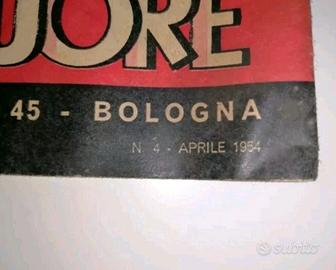 UORE
45 - BOLOGNA
N. 4 - APRILE 1954
subito